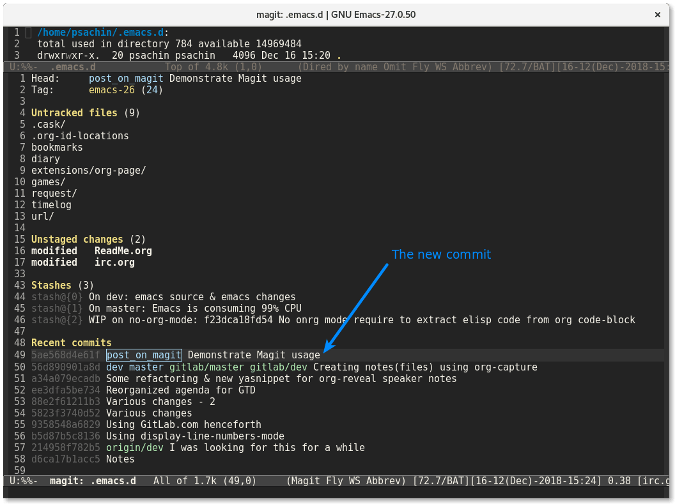 magit: .emacs.d | GNU Emacs-27.0.50
1 /home/psachin/.emacs.d:
2 total used in directory 784 available 14969484
3 drwxrwxr-x. 20 psachin psachin 4096 Dec 16 15:20 .
U:%%- .emacs.d Top of 4.8k (1,0) (Dired by name Omit Fly WS Abbrev) [72.7/BAT][16-12(Dec)-2018-15:
1 Head: post_on_magit Demonstrate Magit usage
2 Tag: emacs-26 (24)
3
4 Untracked files (9)
5 .cask/
6 .org-id-locations
7 bookmarks
8 diary
9 extensions/org-page/
10 games/
11 request/
12 timelog
13 url/
14
15 Unstaged changes (2)
16 modified ReadMe.org
17 modified irc.org
33
43 Stashes (3)
44 stash@{0} On dev: emacs source & emacs changes
45 stash@{1} On master: Emacs is consuming 99% CPU
46 stash@{2} WIP on no-org-mode: f23dca18fd54 No onrg mode require to extract elisp code from org code-block
47
48 Recent commits
The new commit
49 5ae568d4e61f post_on_magit Demonstrate Magit usage
50 56d890901a8d dev master gitlab/master gitlab/dev Creating notes(files) using org-capture
51 a34a079ecadb Some refactoring & new yasnippet for org-reveal speaker notes
52 ee3dfa5be734 Reorganized agenda for GTD
53 88e2f61211b3 Various changes - 2
54 5823f3740d52 Various changes
55 9358548a6829 Using GitLab.com henceforth
56 b5d87b5c8136 Using display-line-numbers-mode
57 214958f782b5 origin/dev I was looking for this for a while
58 d6ca17b1acc5 Notes
59
U:%%- magit: .emacs.d All of 1.7k (49,0) (Magit Fly WS Abbrev) [72.7/BAT][16-12(Dec)-2018-15:24] 0.38 [irc.o